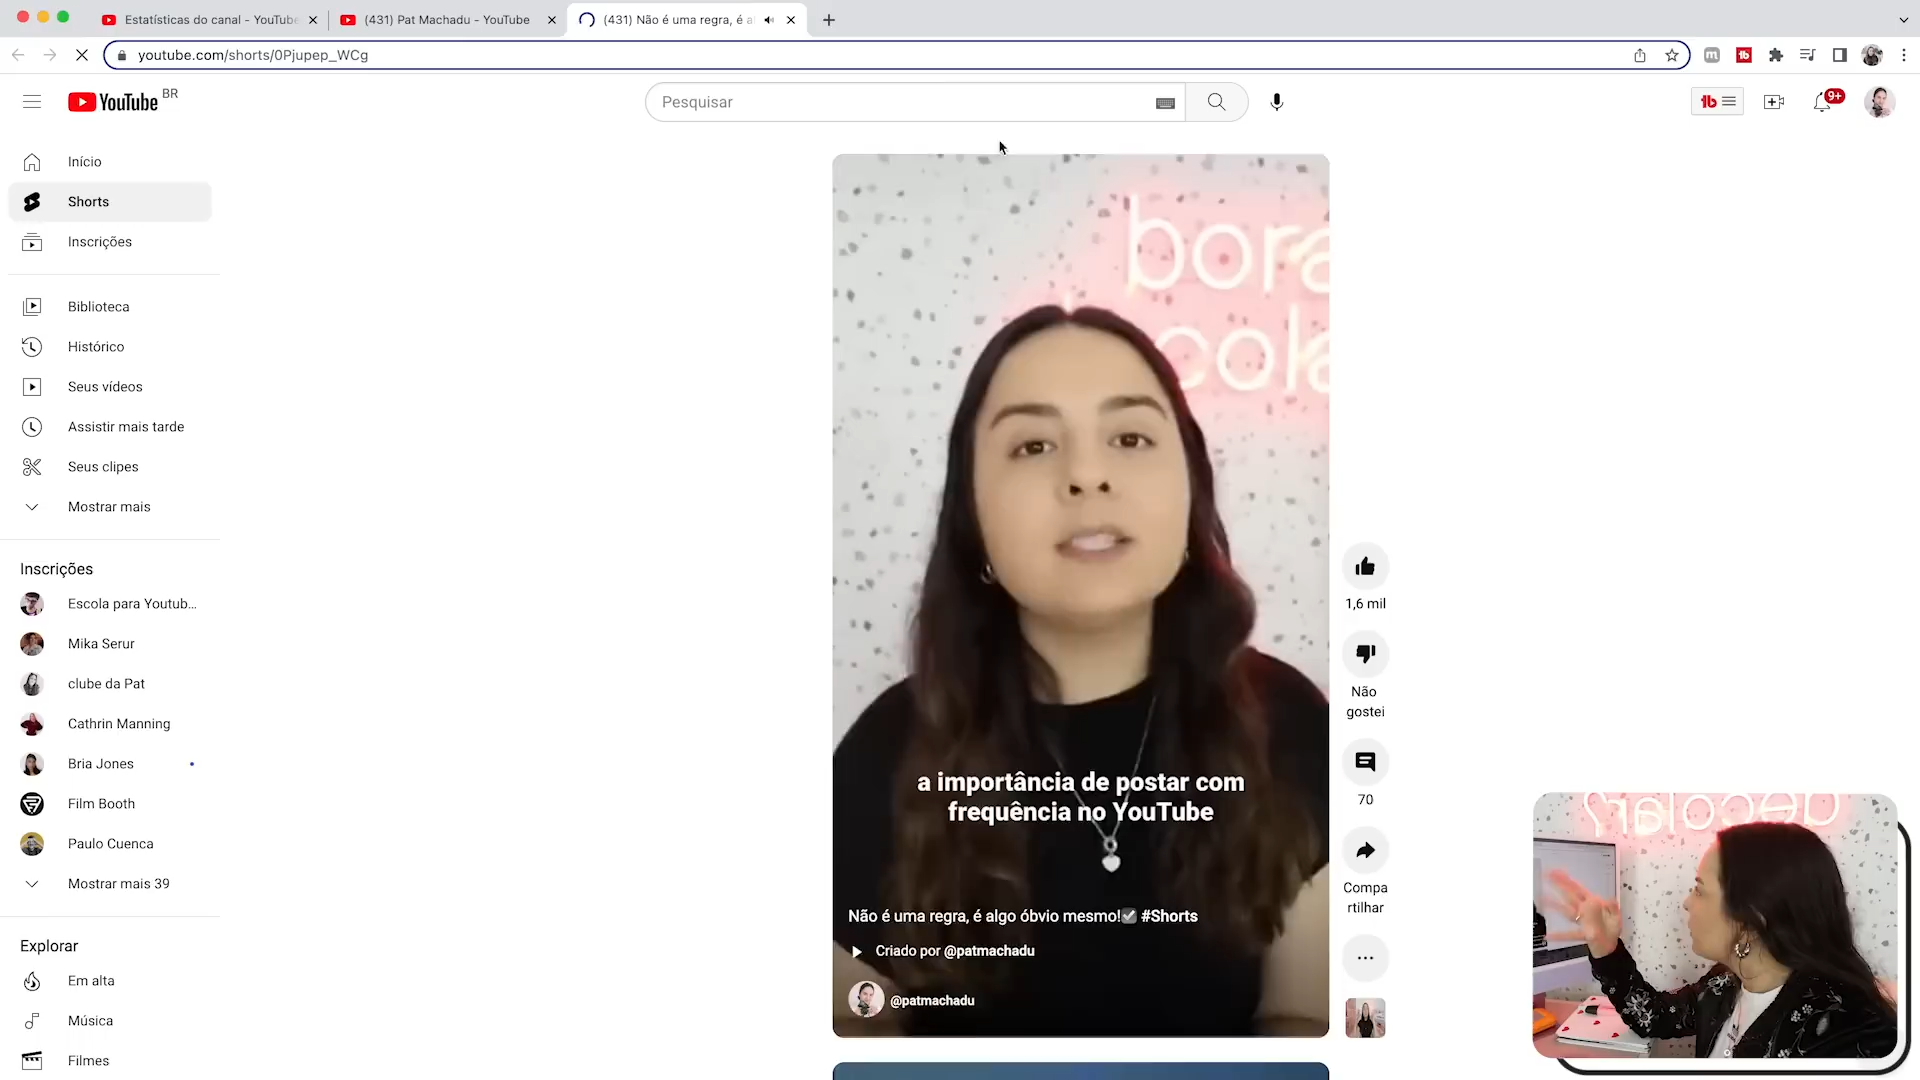 Estatísticas do canal - YouTube
(431) Pat Machadu - YouTube
(431) Não é uma regra, é a
youtube.com/shorts/0Pjupep_WCg
YouTube BR
Pesquisar
9+
Início
Shorts
Inscrições
Biblioteca
Histórico
Seus vídeos
Assistir mais tarde
Seus clipes
Mostrar mais
Inscrições
Escola para Youtub...
Mika Serur
clube da Pat
Cathrin Manning
Bria Jones
Film Booth
Paulo Cuenca
Mostrar mais 39
Explorar
Em alta
Música
Filmes
bora
cola
a importância de postar com
frequência no YouTube
Não é uma regra, é algo óbvio mesmo!☑ #Shorts
Criado por @patmachadu
@patmachadu
1,6 mil
Não
gostei
70
Compa
rtilhar
decolar?